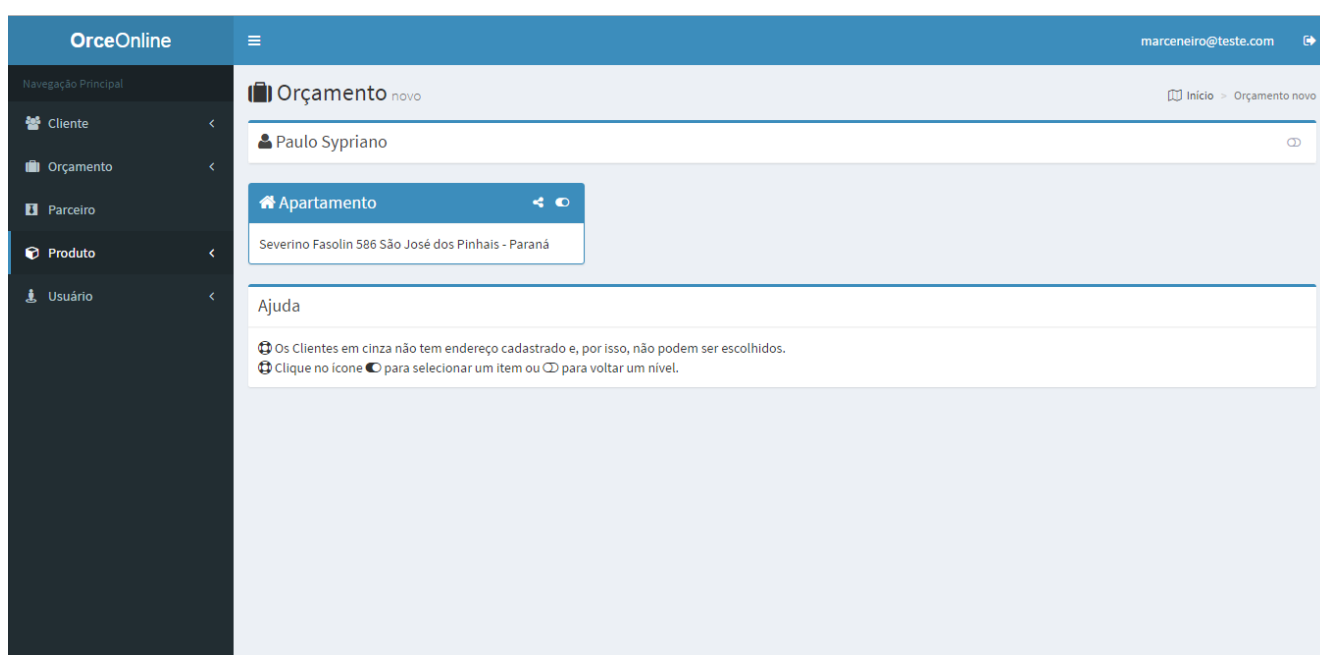 OrceOnline
marceneiro@teste.com
Navegação Principal
Cliente
Orçamento
Parceiro
Produto
Usuário
Orçamento novo
Início > Orçamento novo
Paulo Sypriano
Apartamento
Severino Fasolin 586 São José dos Pinhais - Paraná
Ajuda
Os Clientes em cinza não tem endereço cadastrado e, por isso, não podem ser escolhidos.
Clique no ícone para selecionar um item ou para voltar um nível.